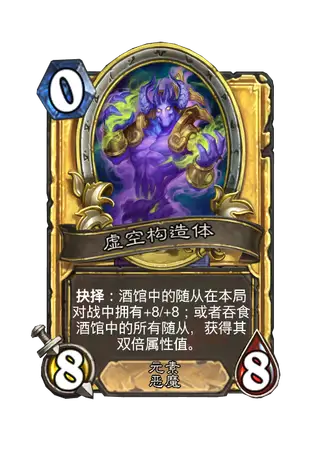 0
虚空构造体
抉择：酒馆中的随从在本局
对战中拥有+8/+8；或者吞食
酒馆中的所有随从，获得其
双倍属性值。
元素
恶魔
8
8